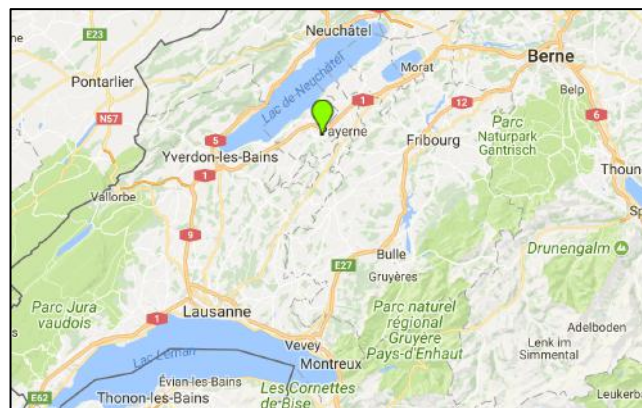 E23
Neuchâtel
Pontarlier
Lac de Neuchâtel
Morat
Berne
Belp
N57
1
12
6
Payerne
5
Parc
Naturpark
Gantrisch
Yverdon-les-Bains
Fribourg
1
Thoun
Vallorbe
Sp
9
Drunengalm
Bulle
E27
Gruyères
Parc Jura
vaudois
1
Lausanne
Parc naturel
régional
Gruyère
Pays-d'Enhaut
Adelboden
Lenk im
Simmental
Vevey
Lac Léman
Montreux
Évian-les-Bains
E62
Thonon-les-Bains
Les Cornettes
de Bise
Leukerb